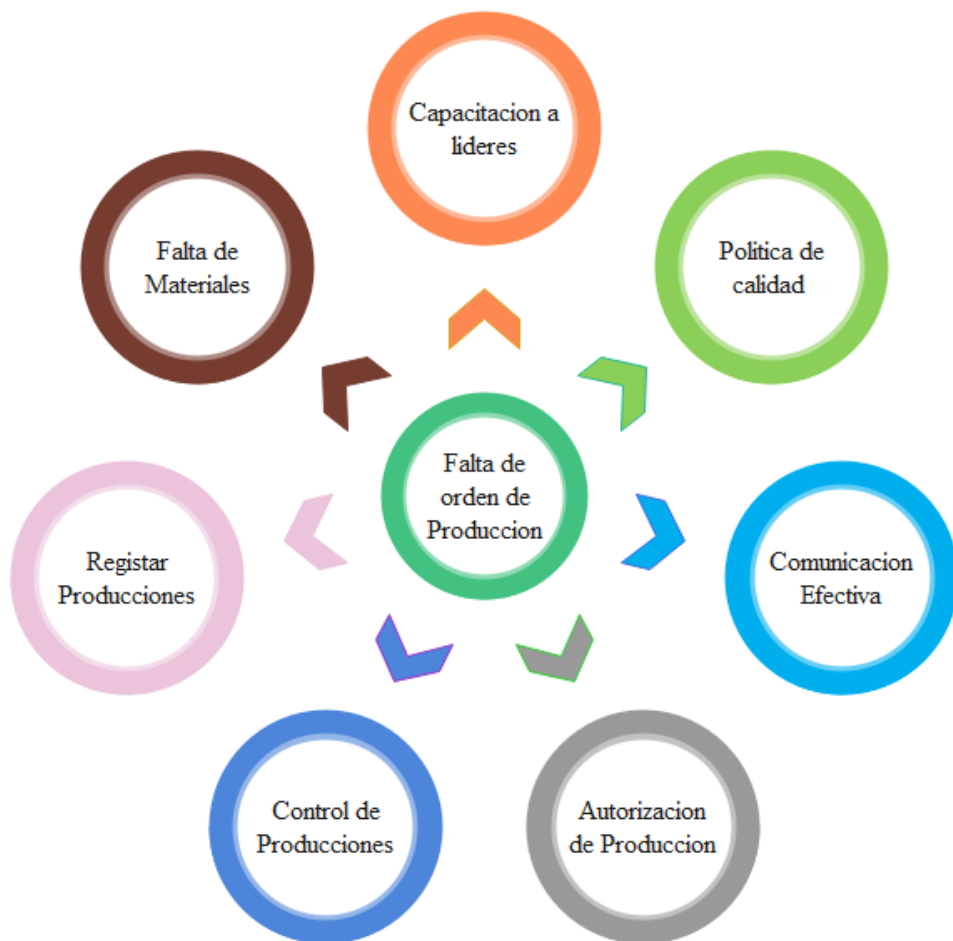 Capacitacion a
lideres
Politica de
calidad
Comunicacion
Efectiva
Autorizacion
de Produccion
Control de
Producciones
Registar
Producciones
Falta de
Materiales
Falta de
orden de
Produccion